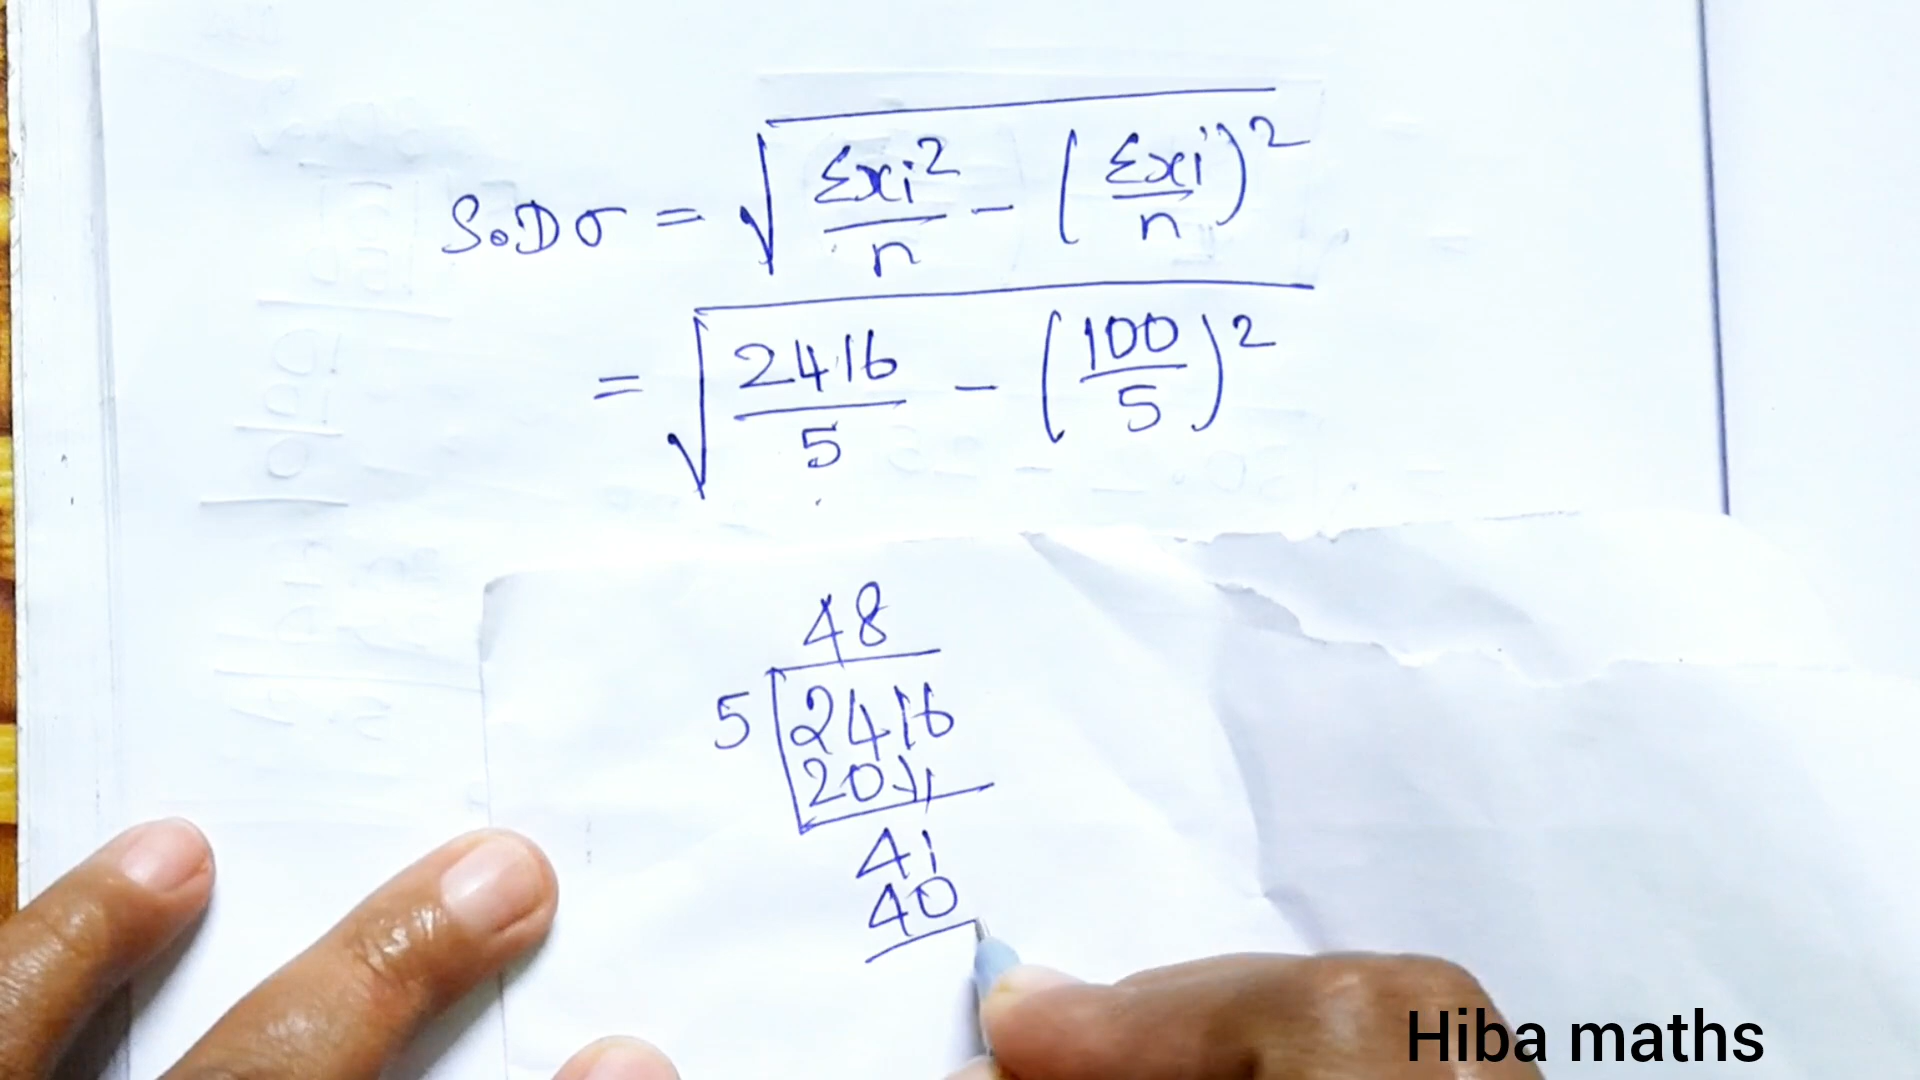 S.D σ = √ Σxi² / n - ( Σxi / n )²
= √ 2416 / 5 - ( 100 / 5 )²
48
5 2416
20
41
40
Hiba maths